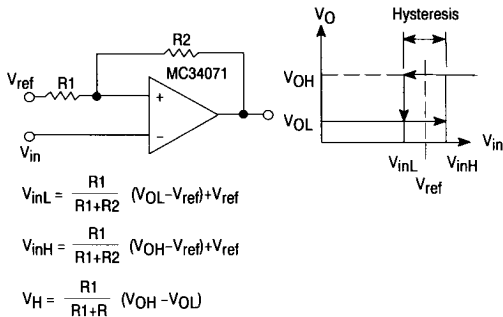 R2
MC34071
Vref R1
+
−
Vin
VO
Hysteresis
VOH
VOL
Vin
VinL VinH
Vref
VinL = R1 / R1+R2 (VOL−Vref)+Vref
VinH = R1 / R1+R2 (VOH−Vref)+Vref
VH = R1 / R1+R (VOH −VOL)